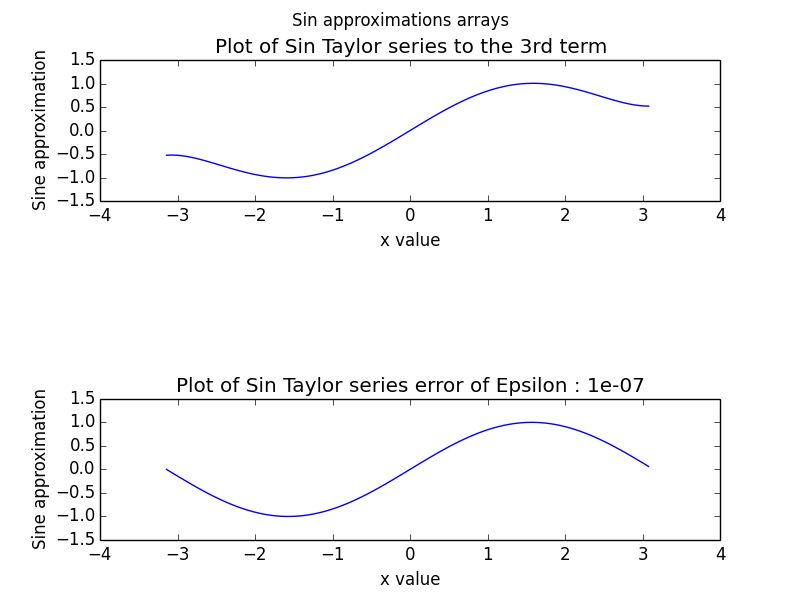 Sin approximations arrays
Plot of Sin Taylor series to the 3rd term
Sine approximation
1.5
1.0
0.5
0.0
−0.5
−1.0
−1.5
−4 −3 −2 −1 0 1 2 3 4
x value
Plot of Sin Taylor series error of Epsilon : 1e-07
Sine approximation
1.5
1.0
0.5
0.0
−0.5
−1.0
−1.5
−4 −3 −2 −1 0 1 2 3 4
x value